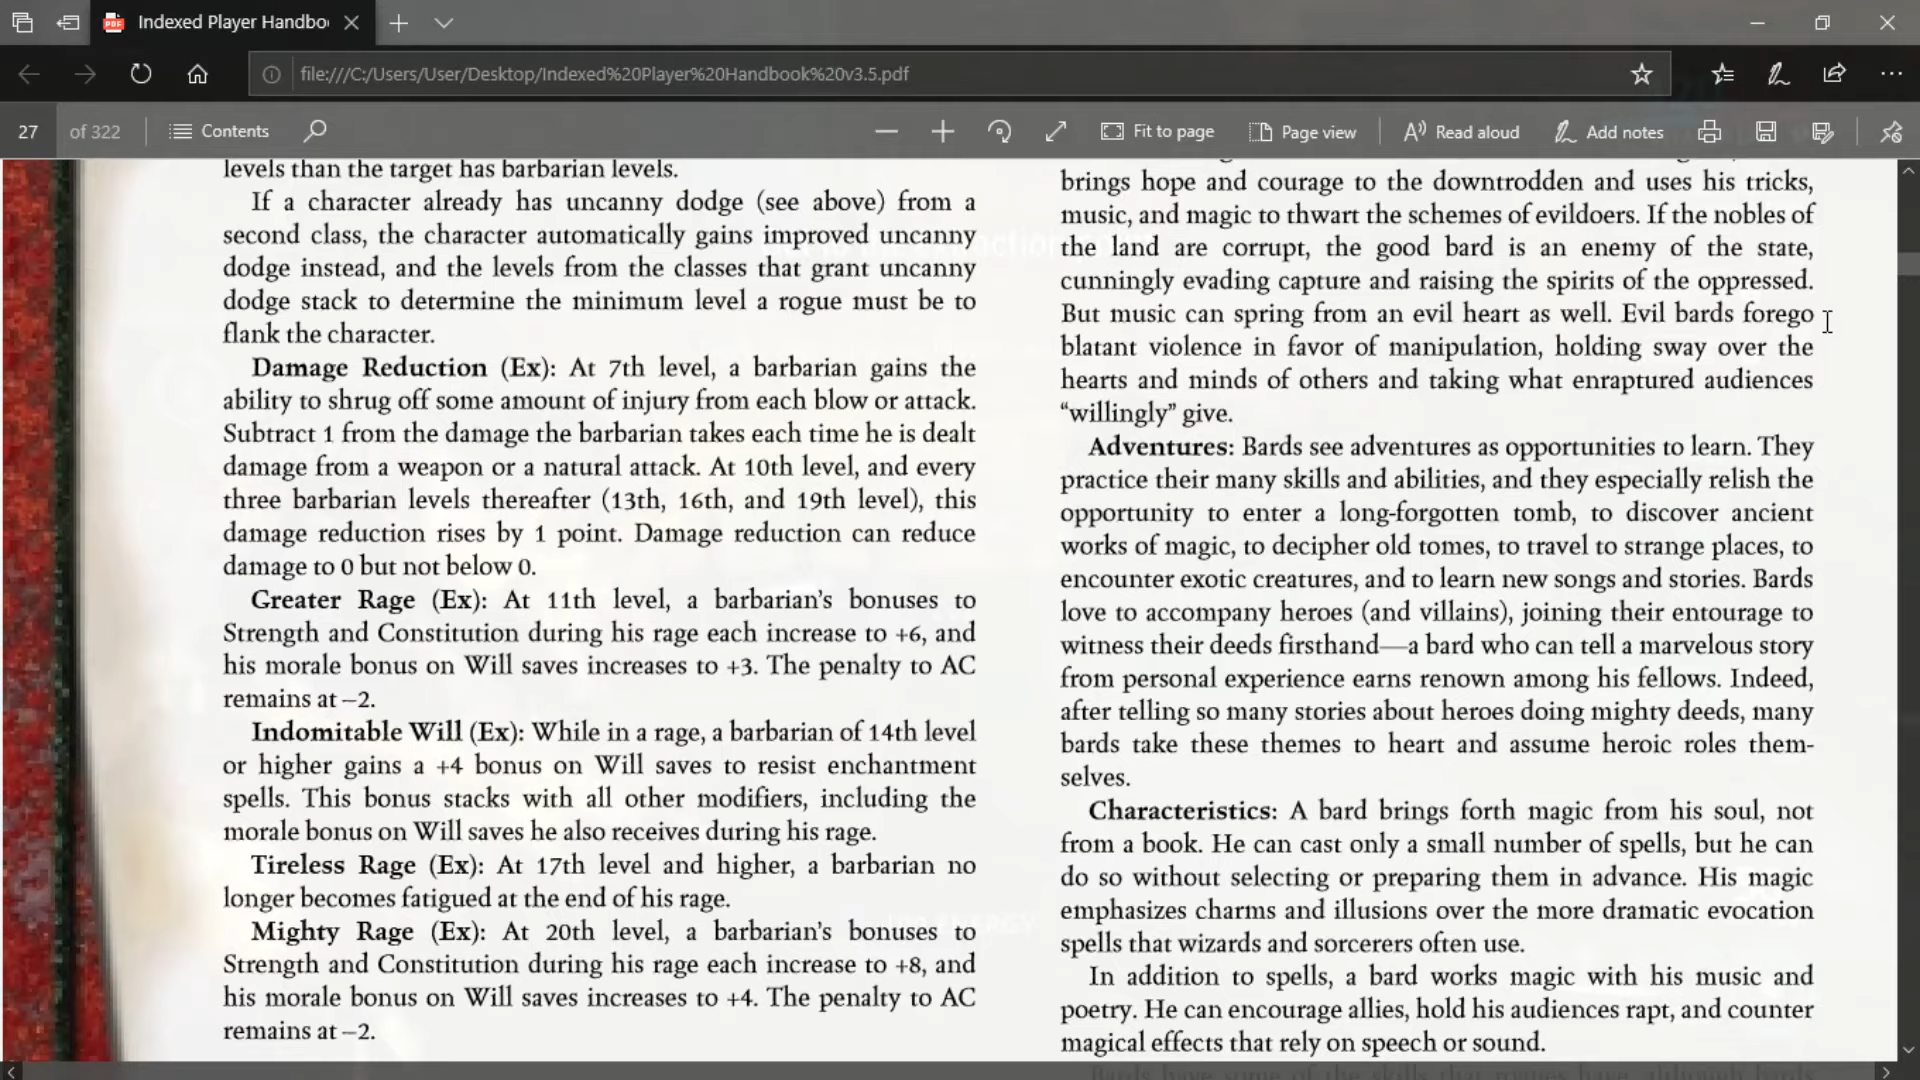 Indexed Player Handbo
file:///C:/Users/User/Desktop/Indexed%20Player%20Handbook%20v3.5.pdf
27 of 322 Contents Fit to page Page view Read aloud Add notes
levels than the target has barbarian levels.
If a character already has uncanny dodge (see above) from a
second class, the character automatically gains improved uncanny
dodge instead, and the levels from the classes that grant uncanny
dodge stack to determine the minimum level a rogue must be to
flank the character.
Damage Reduction (Ex): At 7th level, a barbarian gains the
ability to shrug off some amount of injury from each blow or attack.
Subtract 1 from the damage the barbarian takes each time he is dealt
damage from a weapon or a natural attack. At 10th level, and every
three barbarian levels thereafter (13th, 16th, and 19th level), this
damage reduction rises by 1 point. Damage reduction can reduce
damage to 0 but not below 0.
Greater Rage (Ex): At 11th level, a barbarian’s bonuses to
Strength and Constitution during his rage each increase to +6, and
his morale bonus on Will saves increases to +3. The penalty to AC
remains at –2.
Indomitable Will (Ex): While in a rage, a barbarian of 14th level
or higher gains a +4 bonus on Will saves to resist enchantment
spells. This bonus stacks with all other modifiers, including the
morale bonus on Will saves he also receives during his rage.
Tireless Rage (Ex): At 17th level and higher, a barbarian no
longer becomes fatigued at the end of his rage.
Mighty Rage (Ex): At 20th level, a barbarian’s bonuses to
Strength and Constitution during his rage each increase to +8, and
his morale bonus on Will saves increases to +4. The penalty to AC
remains at –2.
brings hope and courage to the downtrodden and uses his tricks,
music, and magic to thwart the schemes of evildoers. If the nobles of
the land are corrupt, the good bard is an enemy of the state,
cunningly evading capture and raising the spirits of the oppressed.
But music can spring from an evil heart as well. Evil bards forego
blatant violence in favor of manipulation, holding sway over the
hearts and minds of others and taking what enraptured audiences
“willingly” give.
Adventures: Bards see adventures as opportunities to learn. They
practice their many skills and abilities, and they especially relish the
opportunity to enter a long-forgotten tomb, to discover ancient
works of magic, to decipher old tomes, to travel to strange places, to
encounter exotic creatures, and to learn new songs and stories. Bards
love to accompany heroes (and villains), joining their entourage to
witness their deeds firsthand—a bard who can tell a marvelous story
from personal experience earns renown among his fellows. Indeed,
after telling so many stories about heroes doing mighty deeds, many
bards take these themes to heart and assume heroic roles them-
selves.
Characteristics: A bard brings forth magic from his soul, not
from a book. He can cast only a small number of spells, but he can
do so without selecting or preparing them in advance. His magic
emphasizes charms and illusions over the more dramatic evocation
spells that wizards and sorcerers often use.
In addition to spells, a bard works magic with his music and
poetry. He can encourage allies, hold his audiences rapt, and counter
magical effects that rely on speech or sound.